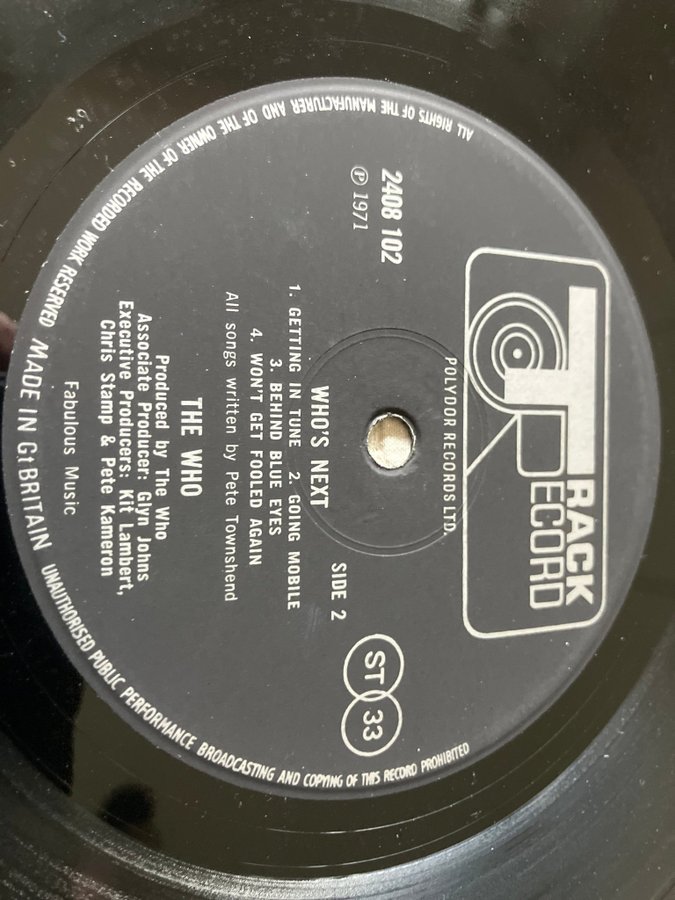 TRACK
RECORD
POLYDOR RECORDS LTD.
2408 102
Ⓟ 1971
ST 33
SIDE 2
WHO'S NEXT
1. GETTING IN TUNE 2. GOING MOBILE
3. BEHIND BLUE EYES
4. WON'T GET FOOLED AGAIN
All songs written by Pete Townshend
THE WHO
Produced by The Who
Associate Producer: Glyn Johns
Executive Producers: Kit Lambert,
Chris Stamp & Pete Kameron
Fabulous Music
ALL RIGHTS OF THE MANUFACTURER AND OF THE OWNER OF THE RECORDED WORK RESERVED MADE IN Gt BRITAIN UNAUTHORISED PUBLIC PERFORMANCE BROADCASTING AND COPYING OF THIS RECORD PROHIBITED